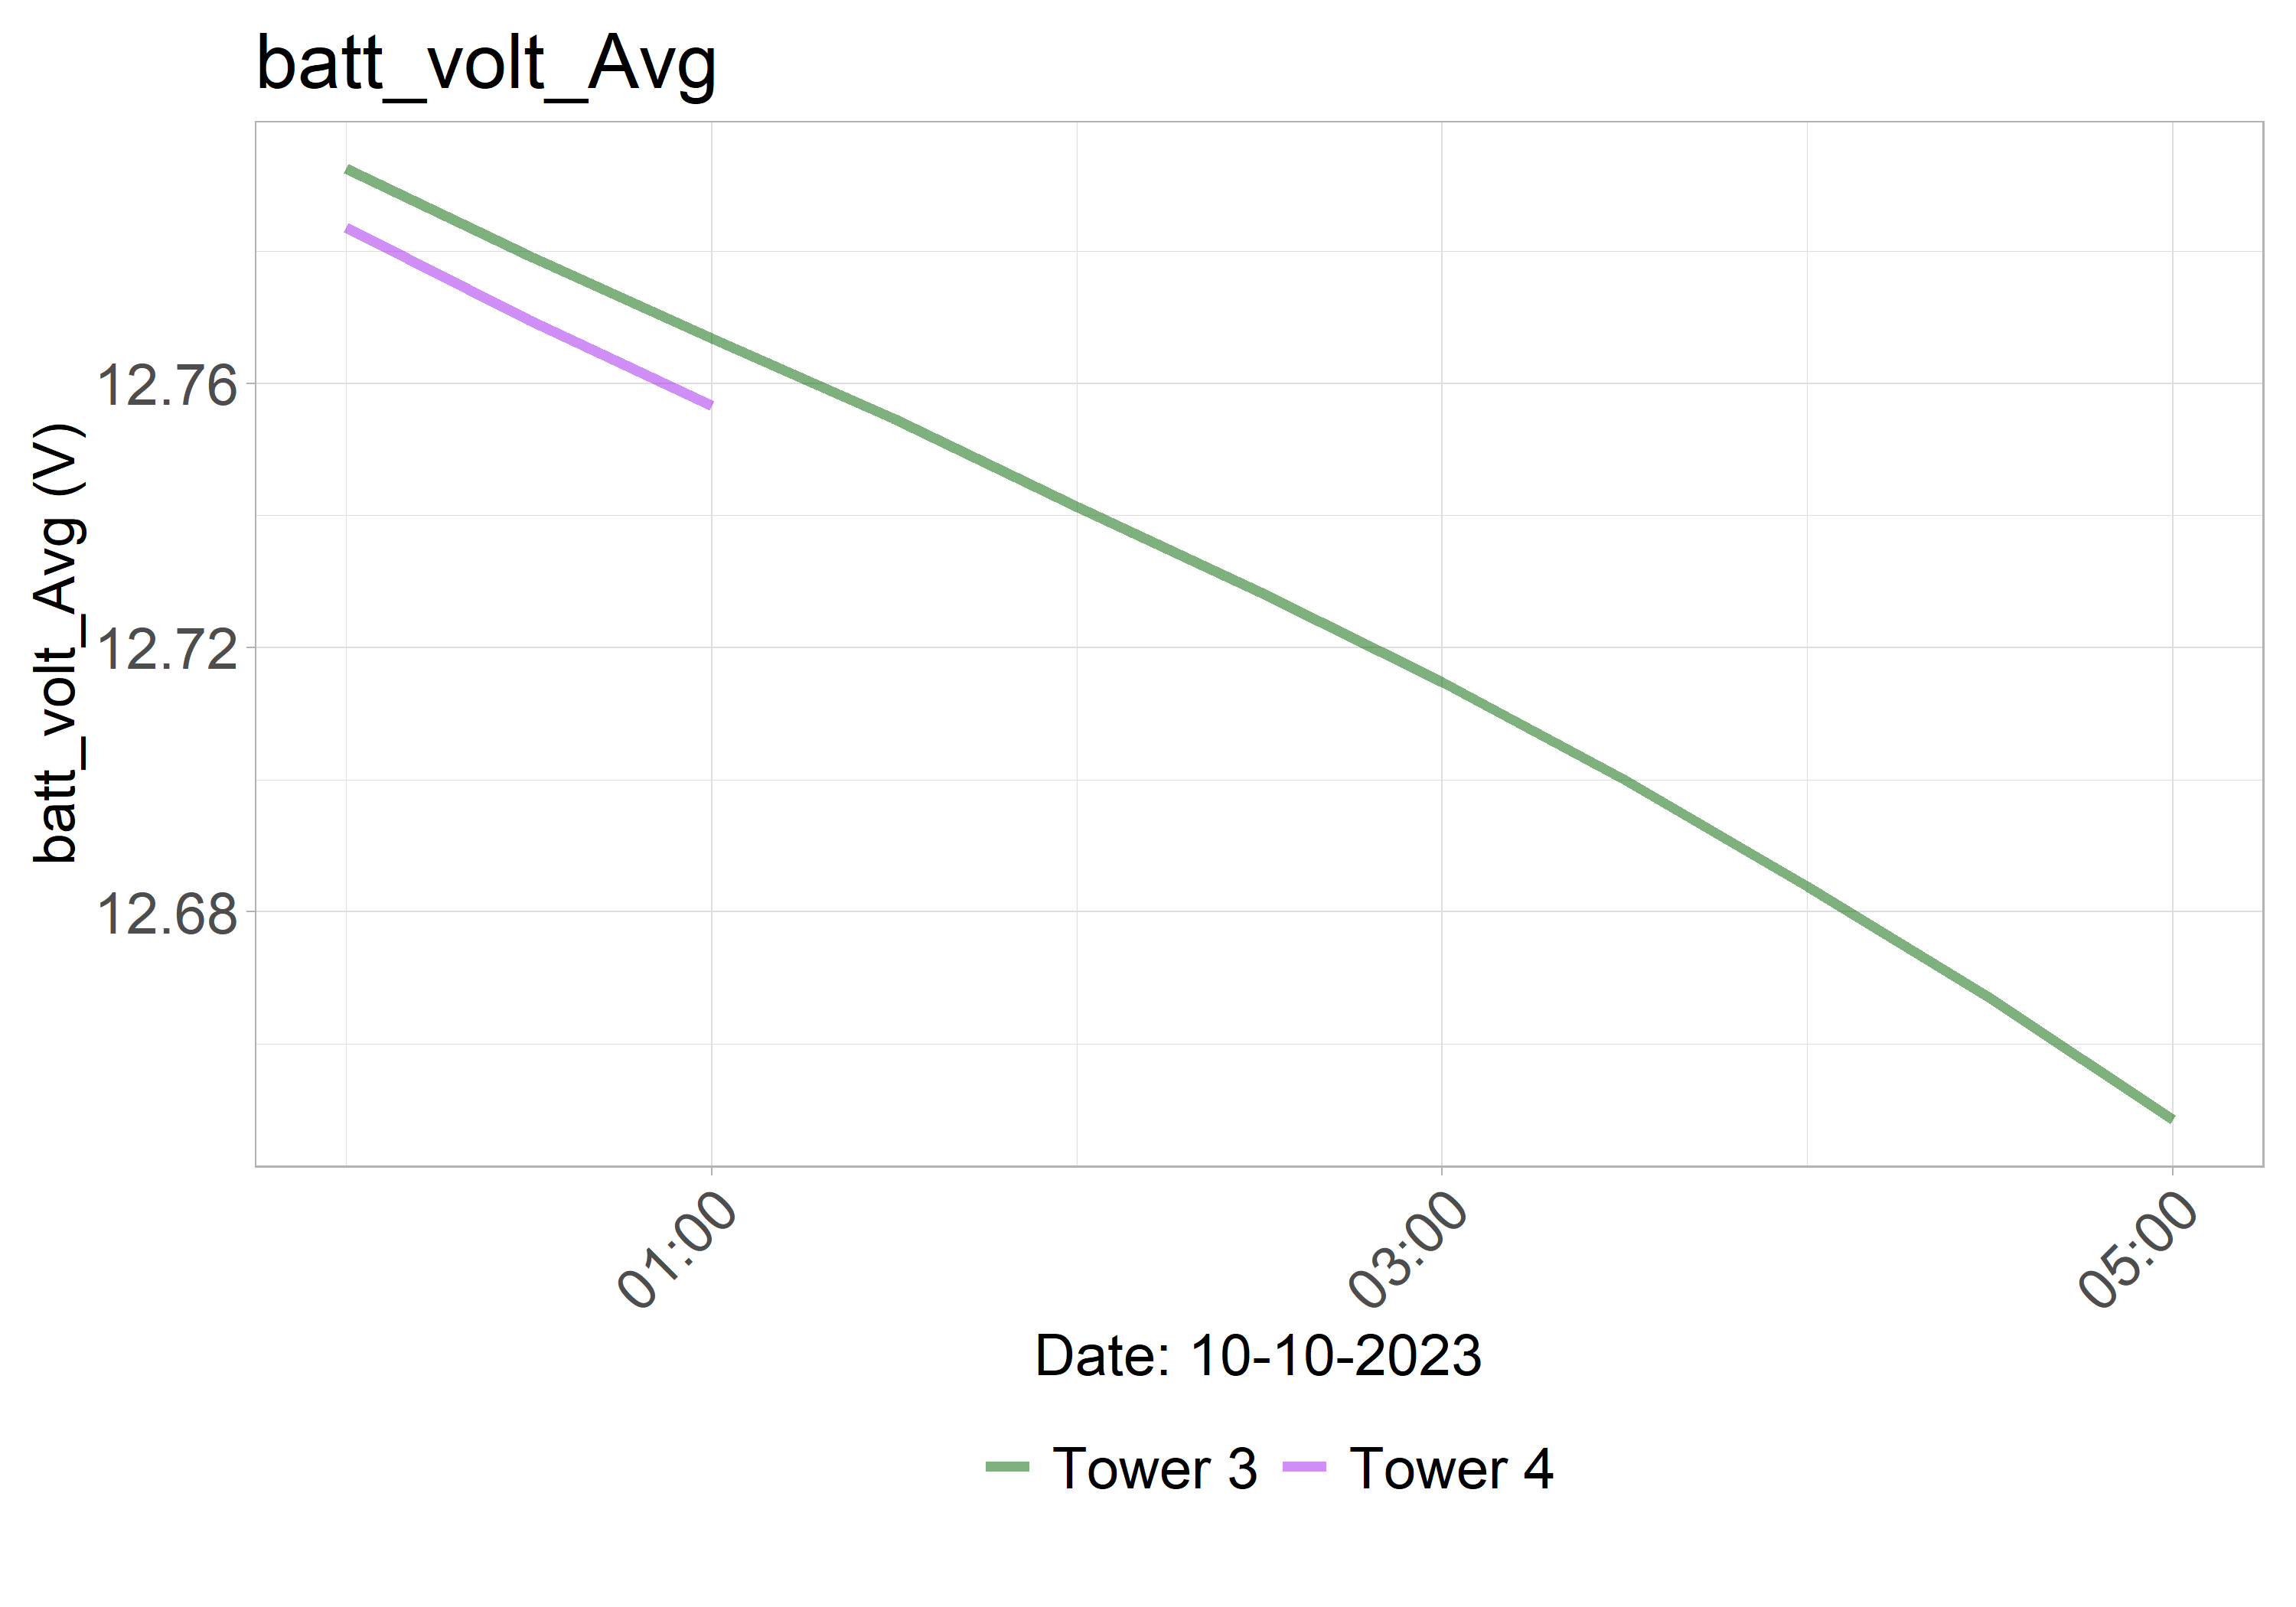 batt_volt_Avg
batt_volt_Avg (V)
12.76
12.72
12.68
01:00 03:00 05:00
Date: 10-10-2023
Tower 3 Tower 4